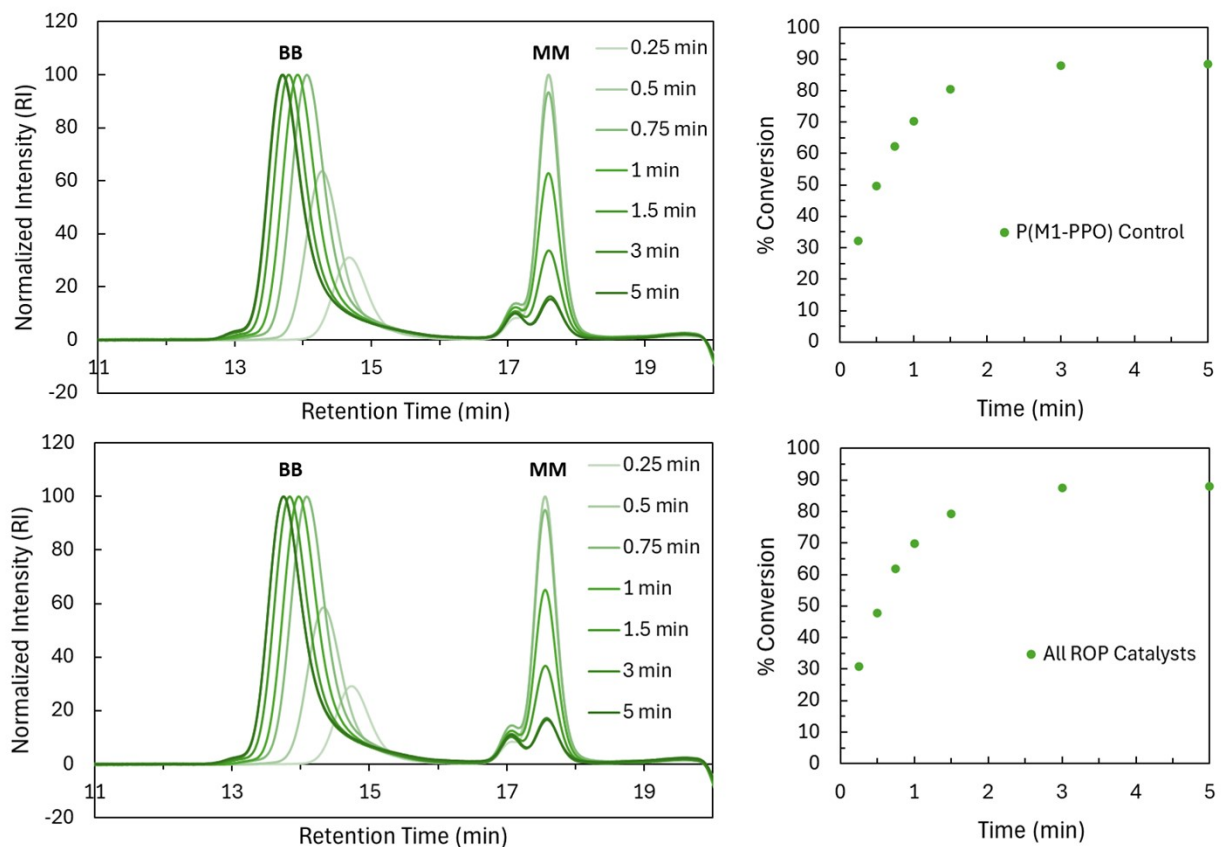 120
100
80
60
40
20
0
-20
Normalized Intensity (RI)
BB
MM
0.25 min
0.5 min
0.75 min
1 min
1.5 min
3 min
5 min
11 13 15 17 19
Retention Time (min)
100
90
80
70
60
50
40
30
20
10
0
% Conversion
P(M1-PPO) Control
0 1 2 3 4 5
Time (min)
120
100
80
60
40
20
0
-20
Normalized Intensity (RI)
BB
MM
0.25 min
0.5 min
0.75 min
1 min
1.5 min
3 min
5 min
11 13 15 17 19
Retention Time (min)
100
90
80
70
60
50
40
30
20
10
0
% Conversion
All ROP Catalysts
0 1 2 3 4 5
Time (min)